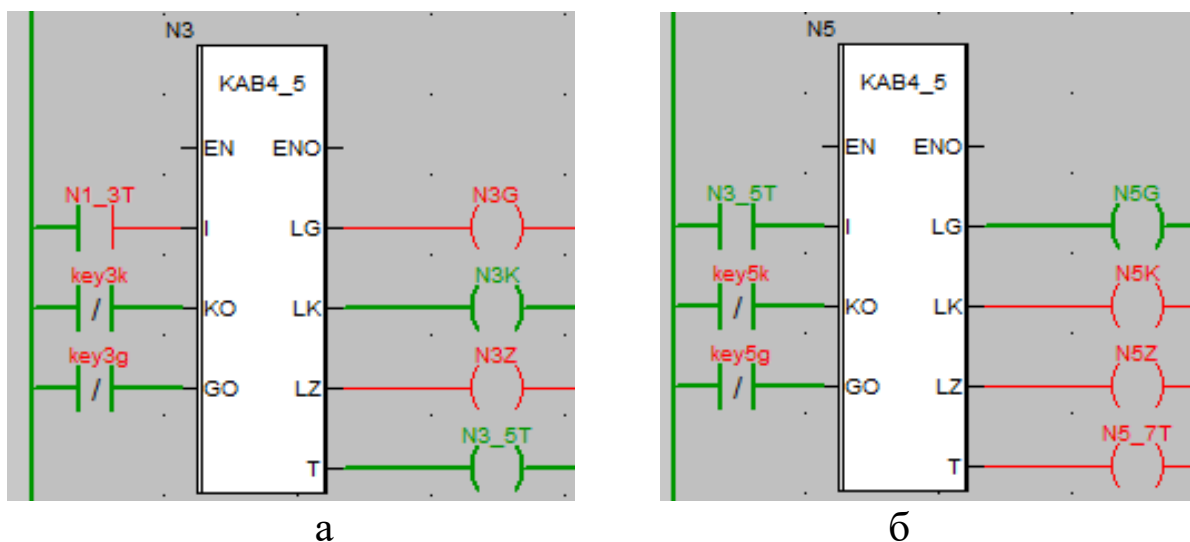 N3
KAB4_5
EN ENO
N1_3T
I LG
N3G
key3k
KO LK
N3K
key3g
GO LZ
N3Z
T
N3_5T
а
N5
KAB4_5
EN ENO
N3_5T
I LG
N5G
key5k
KO LK
N5K
key5g
GO LZ
N5Z
T
N5_7T
б